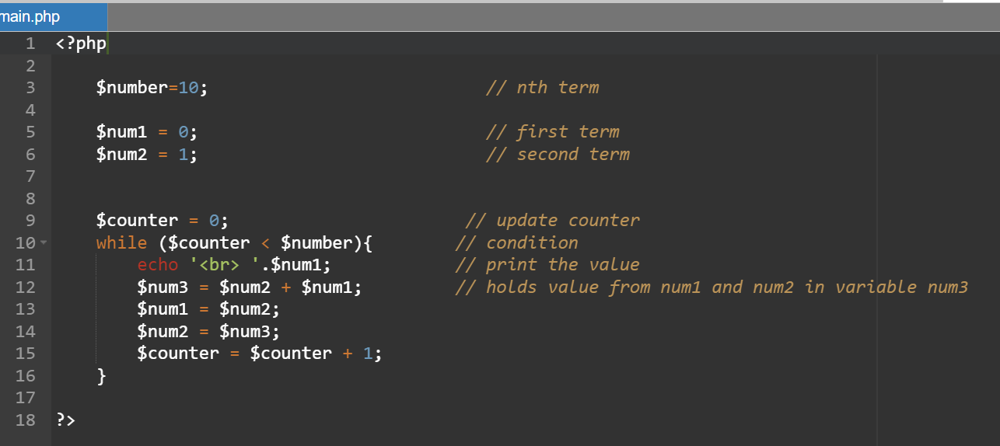 main.php
1 <?php
2
3 $number=10; // nth term
4
5 $num1 = 0; // first term
6 $num2 = 1; // second term
7
8
9 $counter = 0; // update counter
10 while ($counter < $number){ // condition
11 echo '<br> '.$num1; // print the value
12 $num3 = $num2 + $num1; // holds value from num1 and num2 in variable num3
13 $num1 = $num2;
14 $num2 = $num3;
15 $counter = $counter + 1;
16 }
17
18 ?>